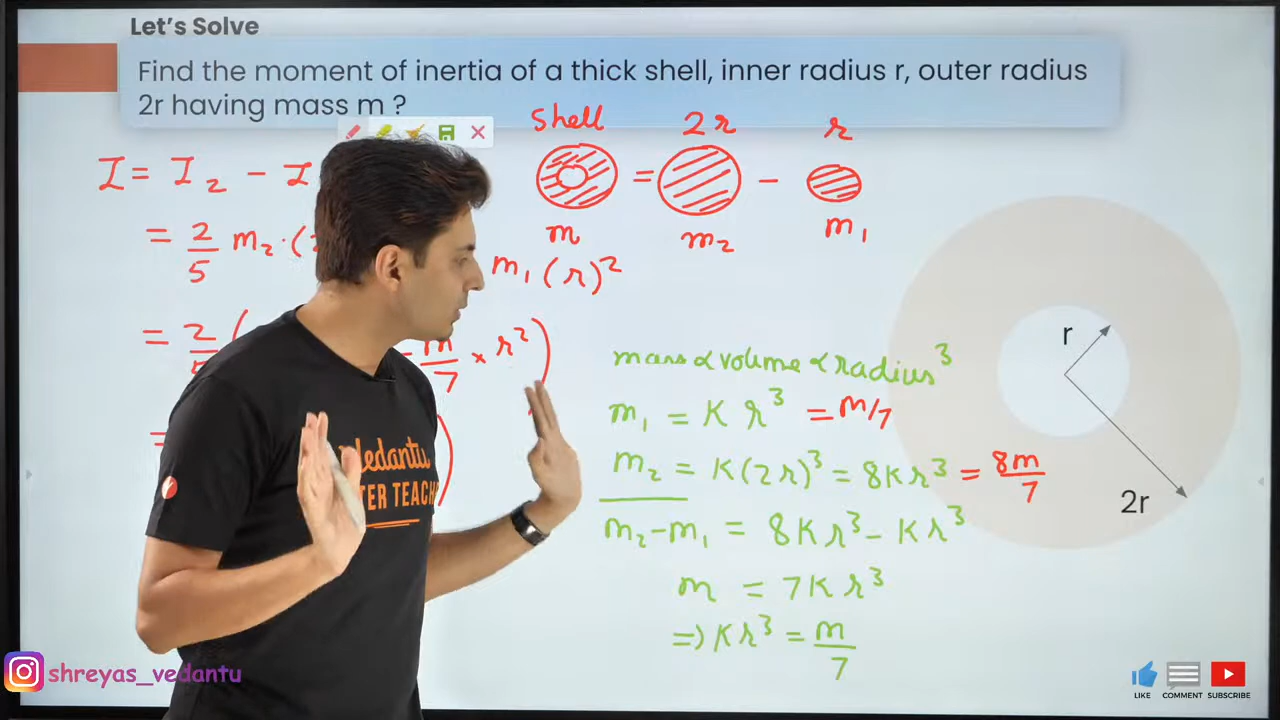 Let's Solve
Find the moment of inertia of a thick shell, inner radius r, outer radius
2r having mass m ?
Shell 2r r
I = I₂ - I
= -
m m₂ m₁
= 2/5 m₂·(
m₁(r)²
= 2/5 (
- m/7 × r²)
=
)
mass ∝ volume ∝ radius³
m₁ = K r³ = m/7
m₂ = K(2r)³ = 8Kr³ = 8m/7
m₂-m₁ = 8Kr³ - Kr³
m = 7Kr³
=> Kr³ = m/7
r
2r
Vedantu
TER TEACH
shreyas_vedantu
LIKE COMMENT SUBSCRIBE